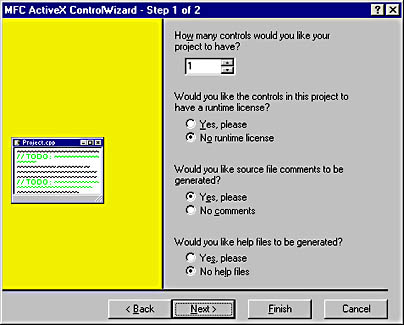 MFC ActiveX ControlWizard - Step 1 of 2
How many controls would you like your
project to have?
1
Would you like the controls in this project to
have a runtime license?
Yes, please
No runtime license
Project.cpp
// TODO:
// TODO:
Would you like source file comments to be
generated?
Yes, please
No comments
Would you like help files to be generated?
Yes, please
No help files
< Back
Next >
Finish
Cancel